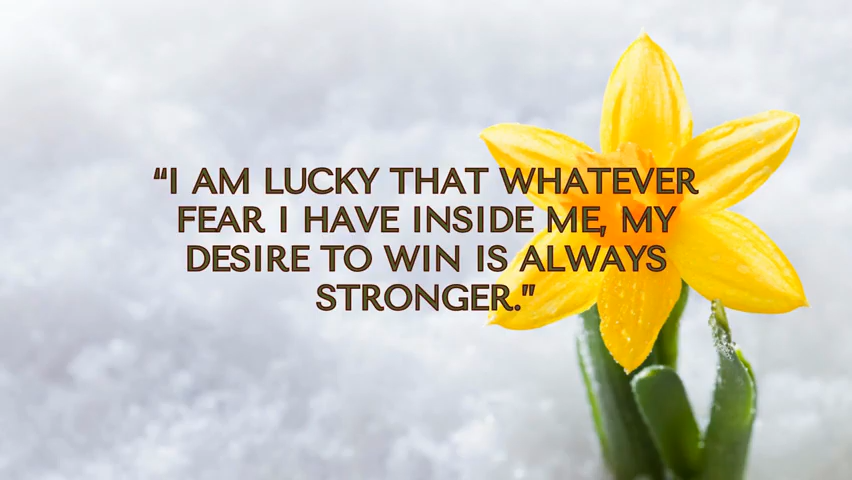 “I AM LUCKY THAT WHATEVER
FEAR I HAVE INSIDE ME, MY
DESIRE TO WIN IS ALWAYS
STRONGER.”